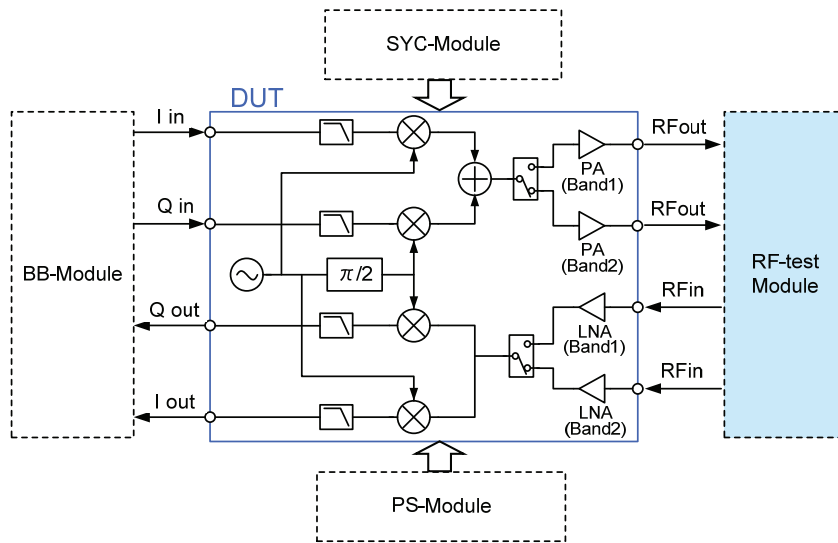 SYC-Module
DUT
I in
RFout
PA
(Band1)
Q in
RFout
PA
(Band2)
BB-Module
π/2
RF-test
Module
Q out
RFin
LNA
(Band1)
RFin
I out
LNA
(Band2)
PS-Module